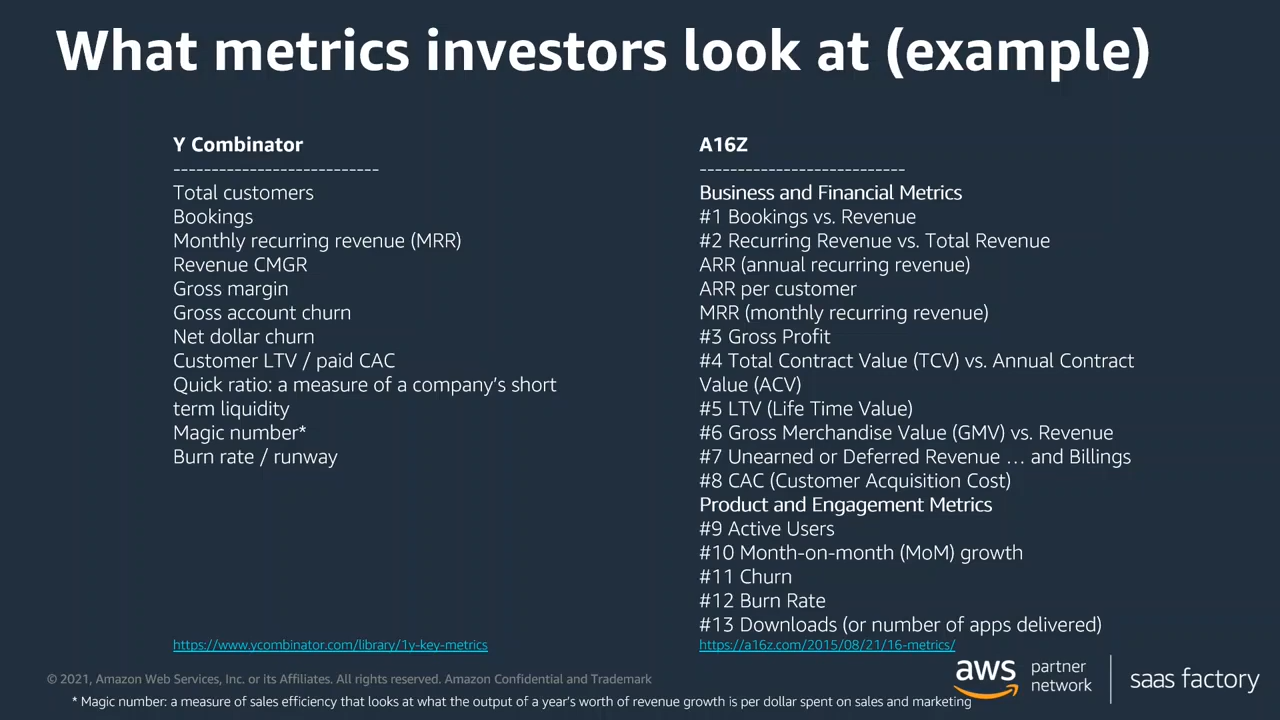 What metrics investors look at (example)
Y Combinator
---------------------------
Total customers
Bookings
Monthly recurring revenue (MRR)
Revenue CMGR
Gross margin
Gross account churn
Net dollar churn
Customer LTV / paid CAC
Quick ratio: a measure of a company's short
term liquidity
Magic number*
Burn rate / runway
https://www.ycombinator.com/library/1y-key-metrics
A16Z
---------------------------
Business and Financial Metrics
#1 Bookings vs. Revenue
#2 Recurring Revenue vs. Total Revenue
ARR (annual recurring revenue)
ARR per customer
MRR (monthly recurring revenue)
#3 Gross Profit
#4 Total Contract Value (TCV) vs. Annual Contract
Value (ACV)
#5 LTV (Life Time Value)
#6 Gross Merchandise Value (GMV) vs. Revenue
#7 Unearned or Deferred Revenue … and Billings
#8 CAC (Customer Acquisition Cost)
Product and Engagement Metrics
#9 Active Users
#10 Month-on-month (MoM) growth
#11 Churn
#12 Burn Rate
#13 Downloads (or number of apps delivered)
https://a16z.com/2015/08/21/16-metrics/
© 2021, Amazon Web Services, Inc. or its Affiliates. All rights reserved. Amazon Confidential and Trademark
* Magic number: a measure of sales efficiency that looks at what the output of a year's worth of revenue growth is per dollar spent on sales and marketing
aws
partner
network
saas factory